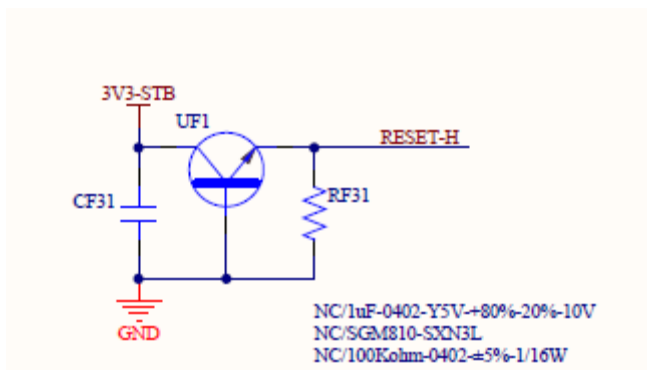 3V3-STB
UF1
RESET-H
CF31
RF31
GND
NC/1uF-0402-Y5V-+80%-20%-10V
NC/SGM810-SXN3L
NC/100Kohm-0402-±5%-1/16W